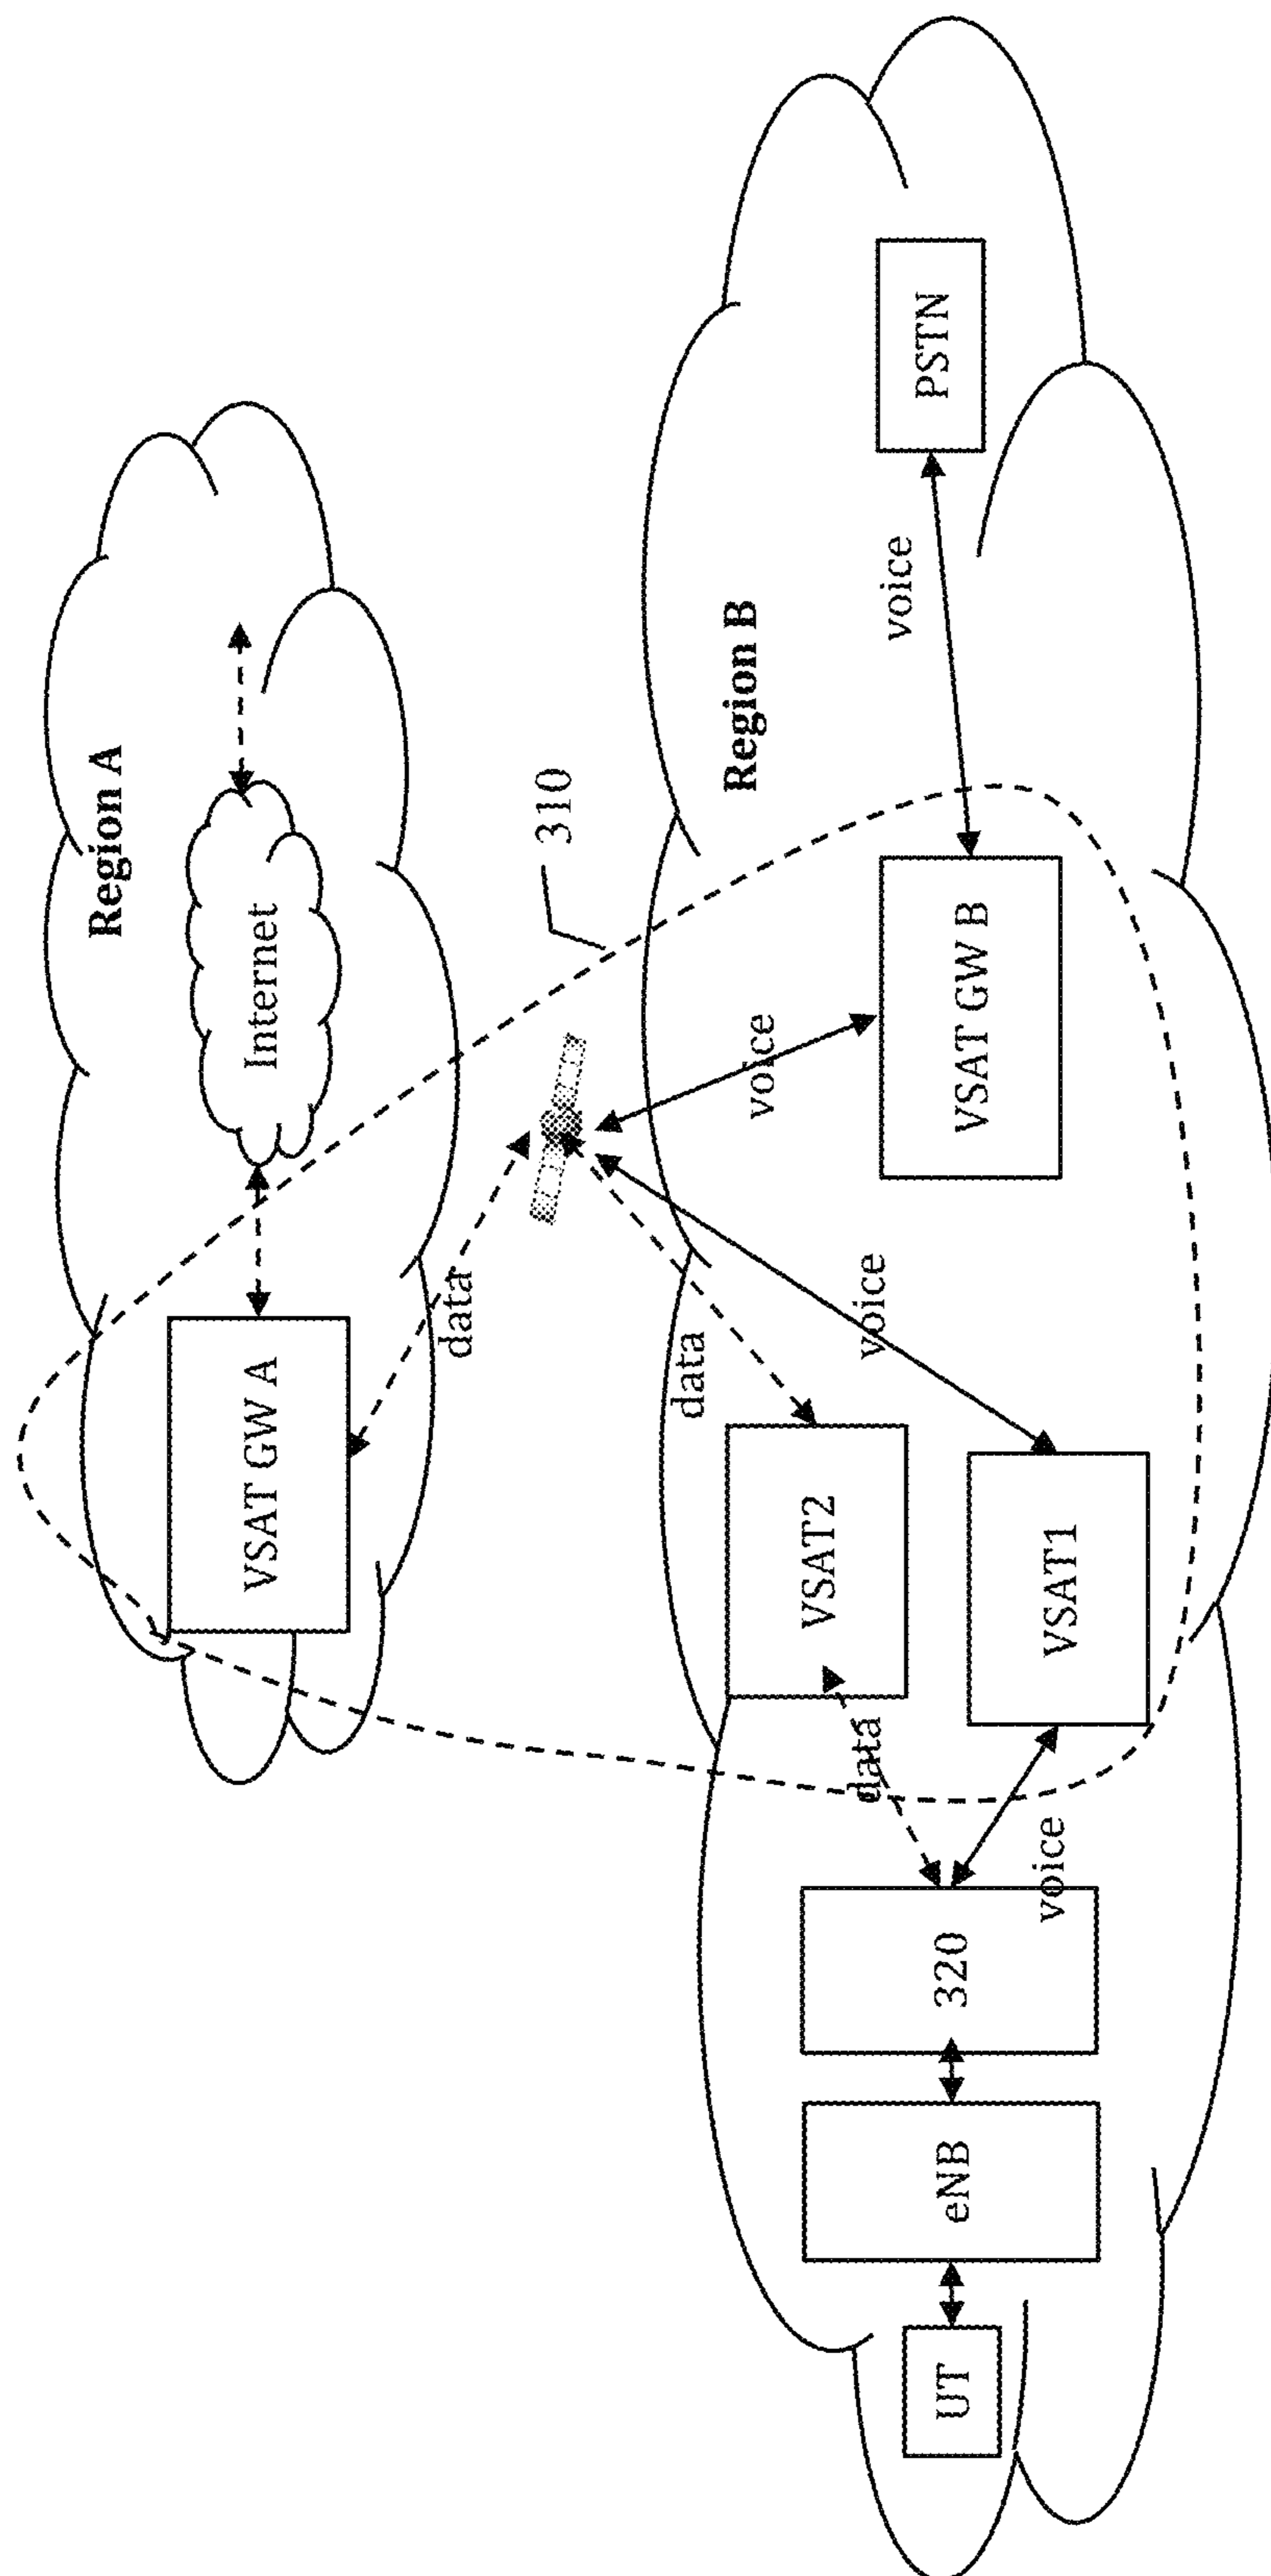 Region A
VSAT GW A
Internet
data
310
Region B
data
voice
voice
VSAT2
VSAT GW B
voice
PSTN
data
VSAT1
voice
UT
eNB
320